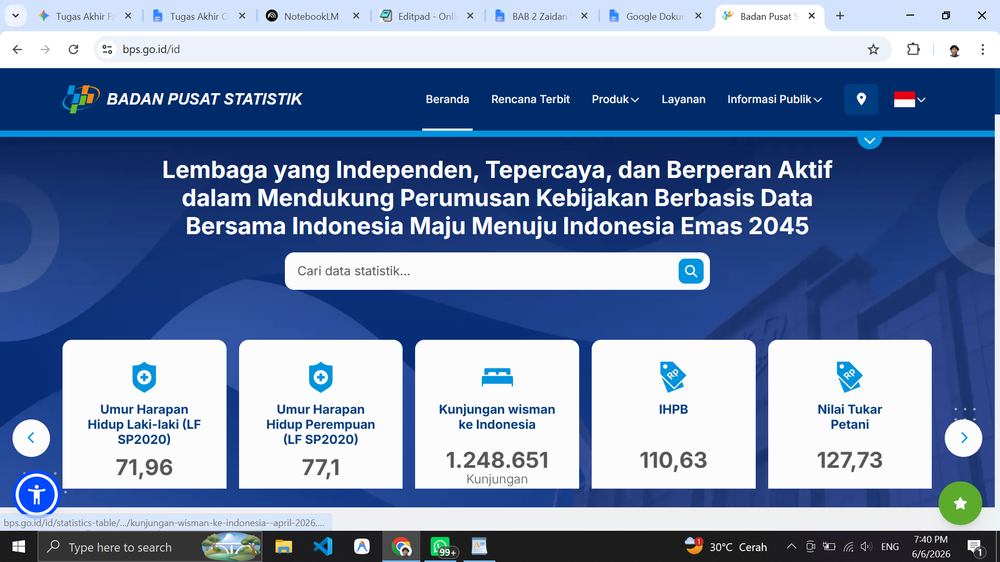 Tugas Akhir Fa
Tugas Akhir C
NotebookLM
Editpad - Onli
BAB 2 Zaidan
Google Dokum
Badan Pusat S
bps.go.id/id
BADAN PUSAT STATISTIK
Beranda
Rencana Terbit
Produk
Layanan
Informasi Publik
Lembaga yang Independen, Tepercaya, dan Berperan Aktif
dalam Mendukung Perumusan Kebijakan Berbasis Data
Bersama Indonesia Maju Menuju Indonesia Emas 2045
Cari data statistik...
Rp
Rp
Umur Harapan
Hidup Laki-laki (LF
SP2020)
71,96
Umur Harapan
Hidup Perempuan
(LF SP2020)
77,1
Kunjungan wisman
ke Indonesia
1.248.651
Kunjungan
IHPB
110,63
Nilai Tukar
Petani
127,73
bps.go.id/id/statistics-table/.../kunjungan-wisman-ke-indonesia--april-2026....
Type here to search
99+
1
30°C Cerah
ENG
7:40 PM
6/6/2026
1